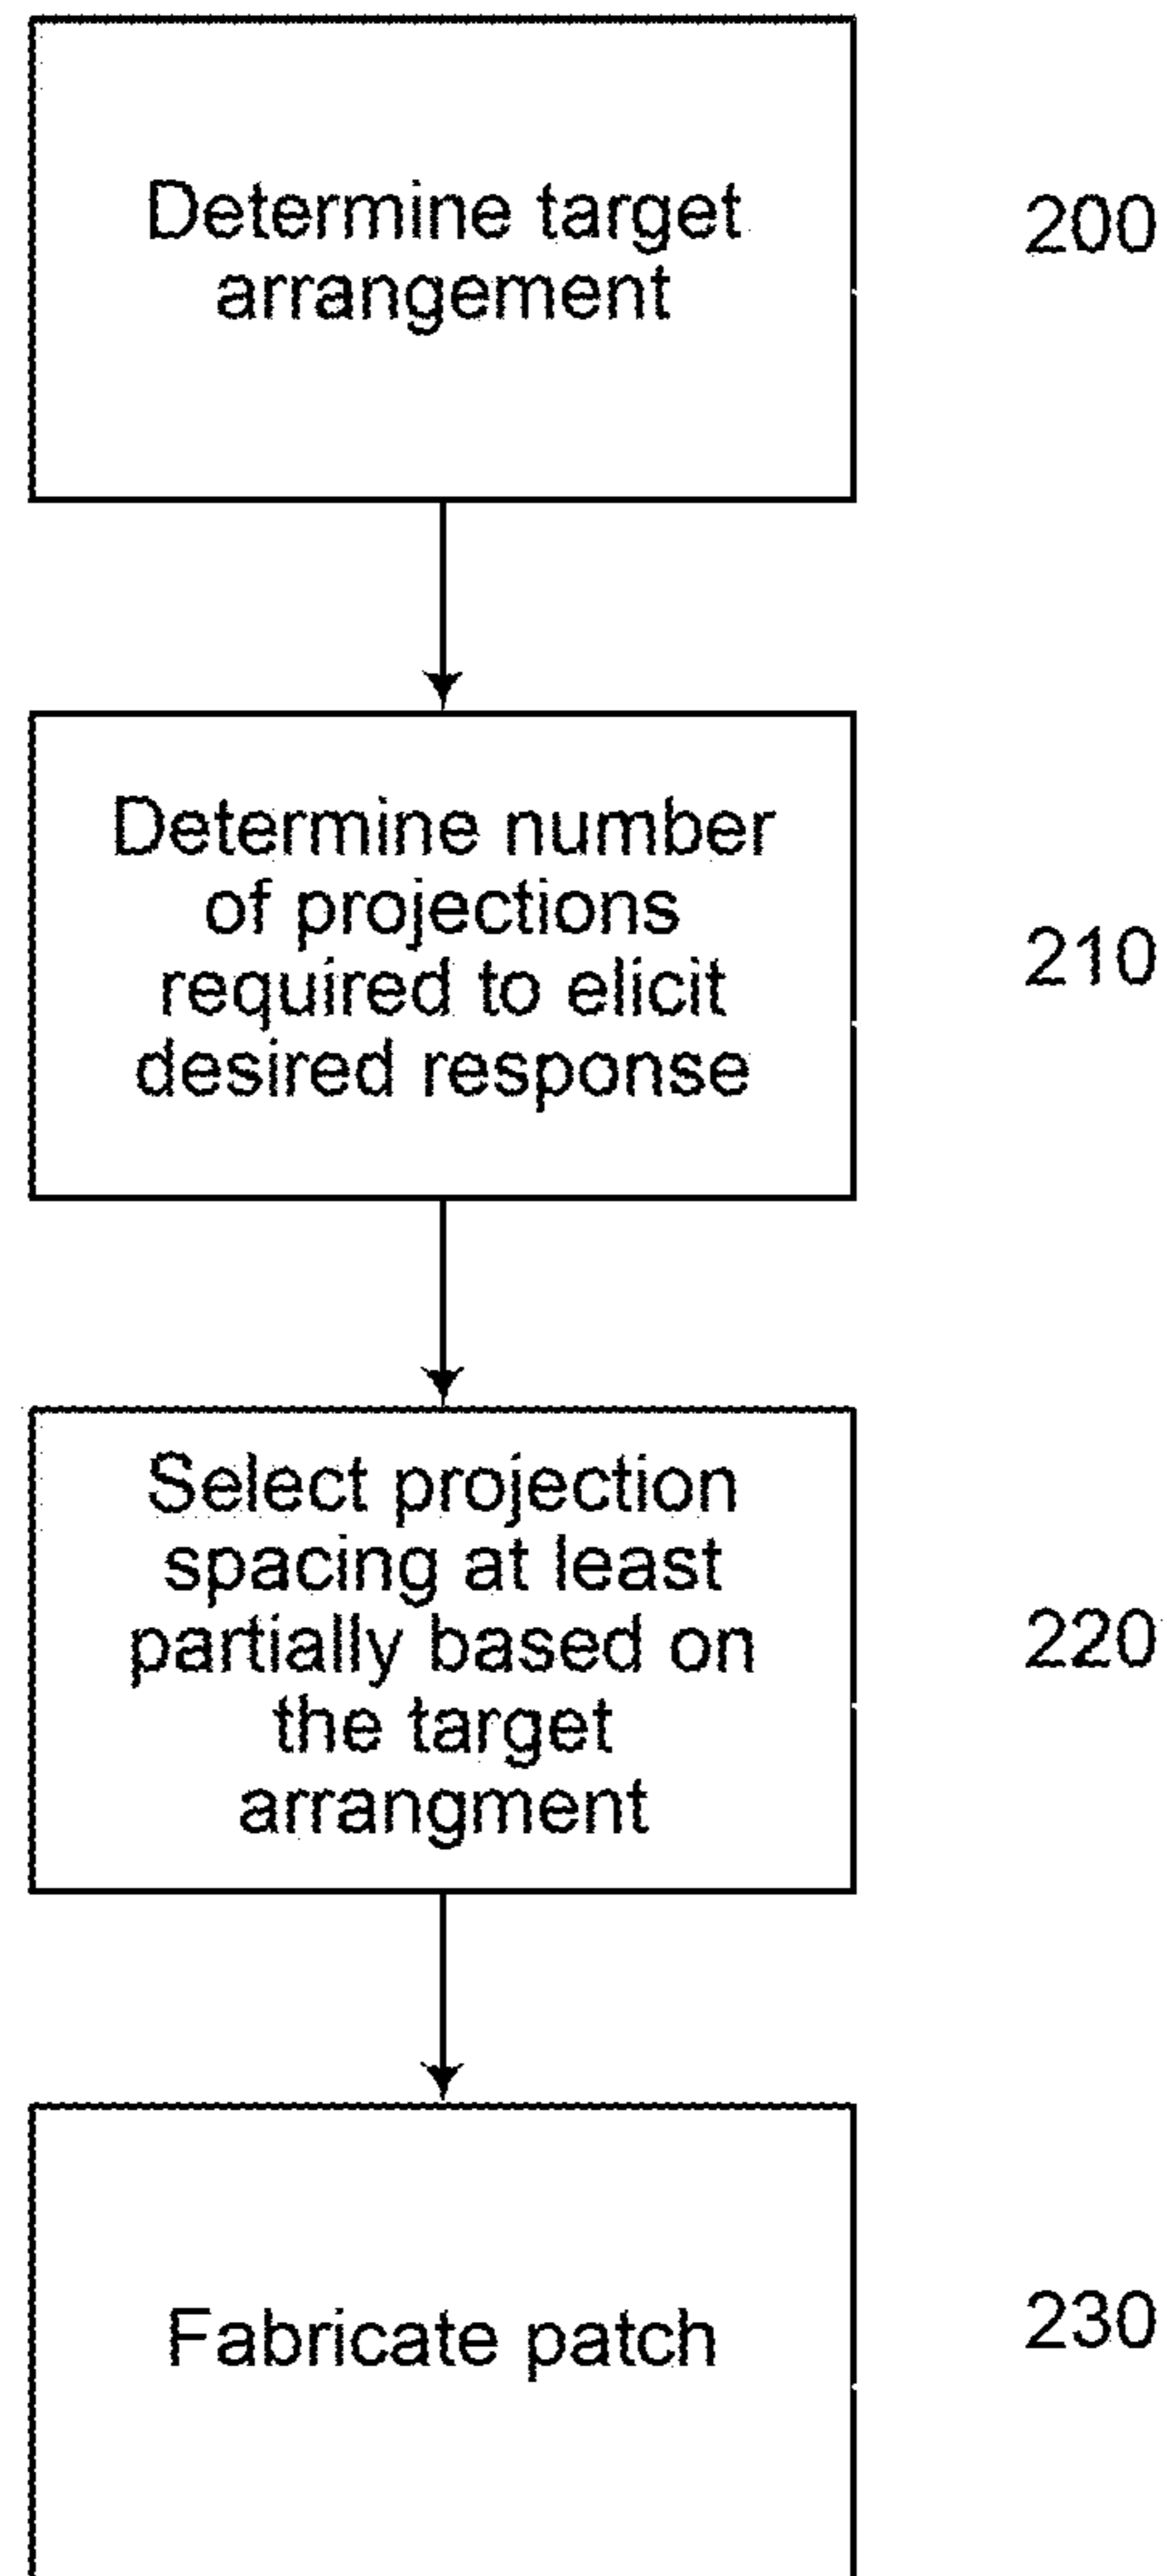 Determine target
arrangement
200
Determine number
of projections
required to elicit
desired response
210
Select projection
spacing at least
partially based on
the target
arrangment
220
Fabricate patch
230